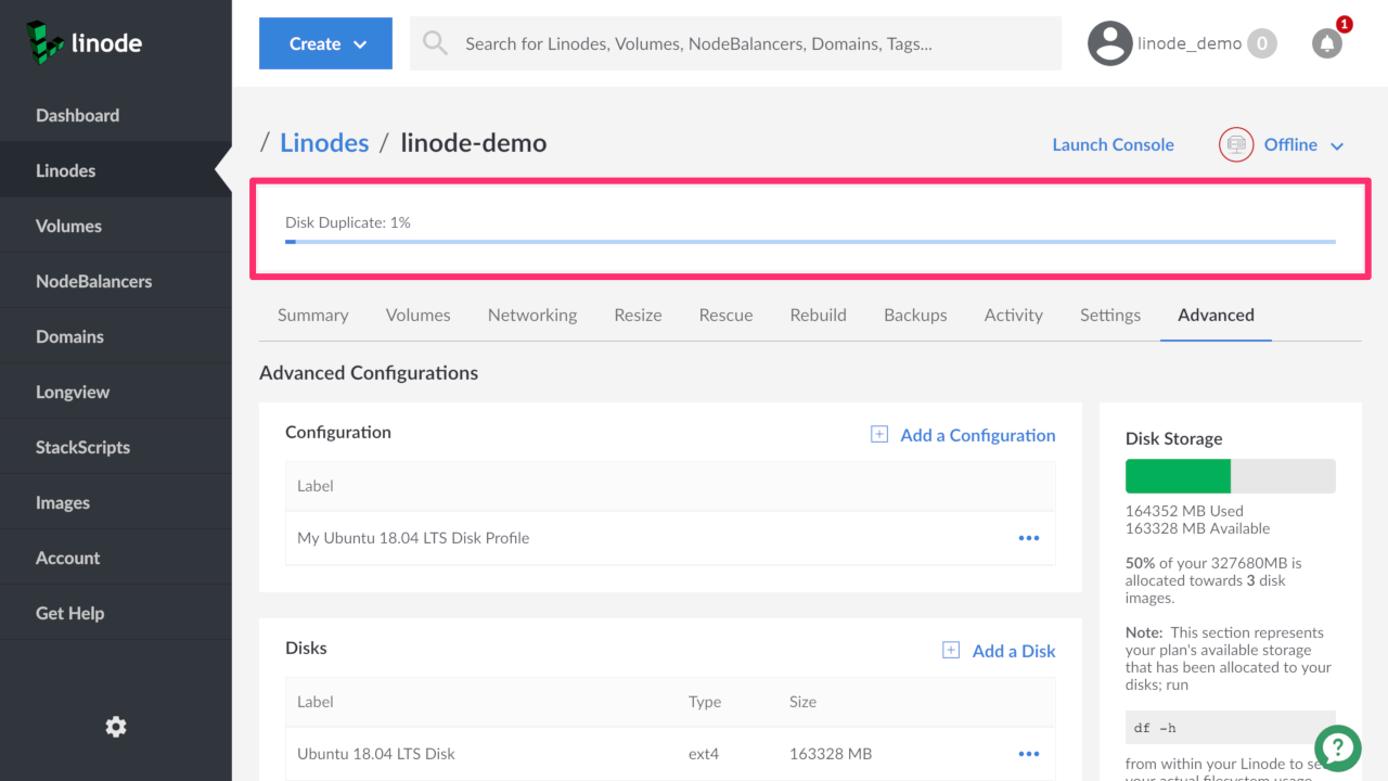 linode
Create
Search for Linodes, Volumes, NodeBalancers, Domains, Tags...
linode_demo
0
1
Dashboard
Linodes
Volumes
NodeBalancers
Domains
Longview
StackScripts
Images
Account
Get Help
/ Linodes / linode-demo
Launch Console
Offline
Disk Duplicate: 1%
Summary
Volumes
Networking
Resize
Rescue
Rebuild
Backups
Activity
Settings
Advanced
Advanced Configurations
Configuration
Add a Configuration
Label
My Ubuntu 18.04 LTS Disk Profile
Disks
Add a Disk
Label Type Size
Ubuntu 18.04 LTS Disk ext4 163328 MB
Disk Storage
164352 MB Used
163328 MB Available
50% of your 327680MB is
allocated towards 3 disk
images.
Note: This section represents
your plan's available storage
that has been allocated to your
disks; run
df -h
from within your Linode to
your actual filesystem usage